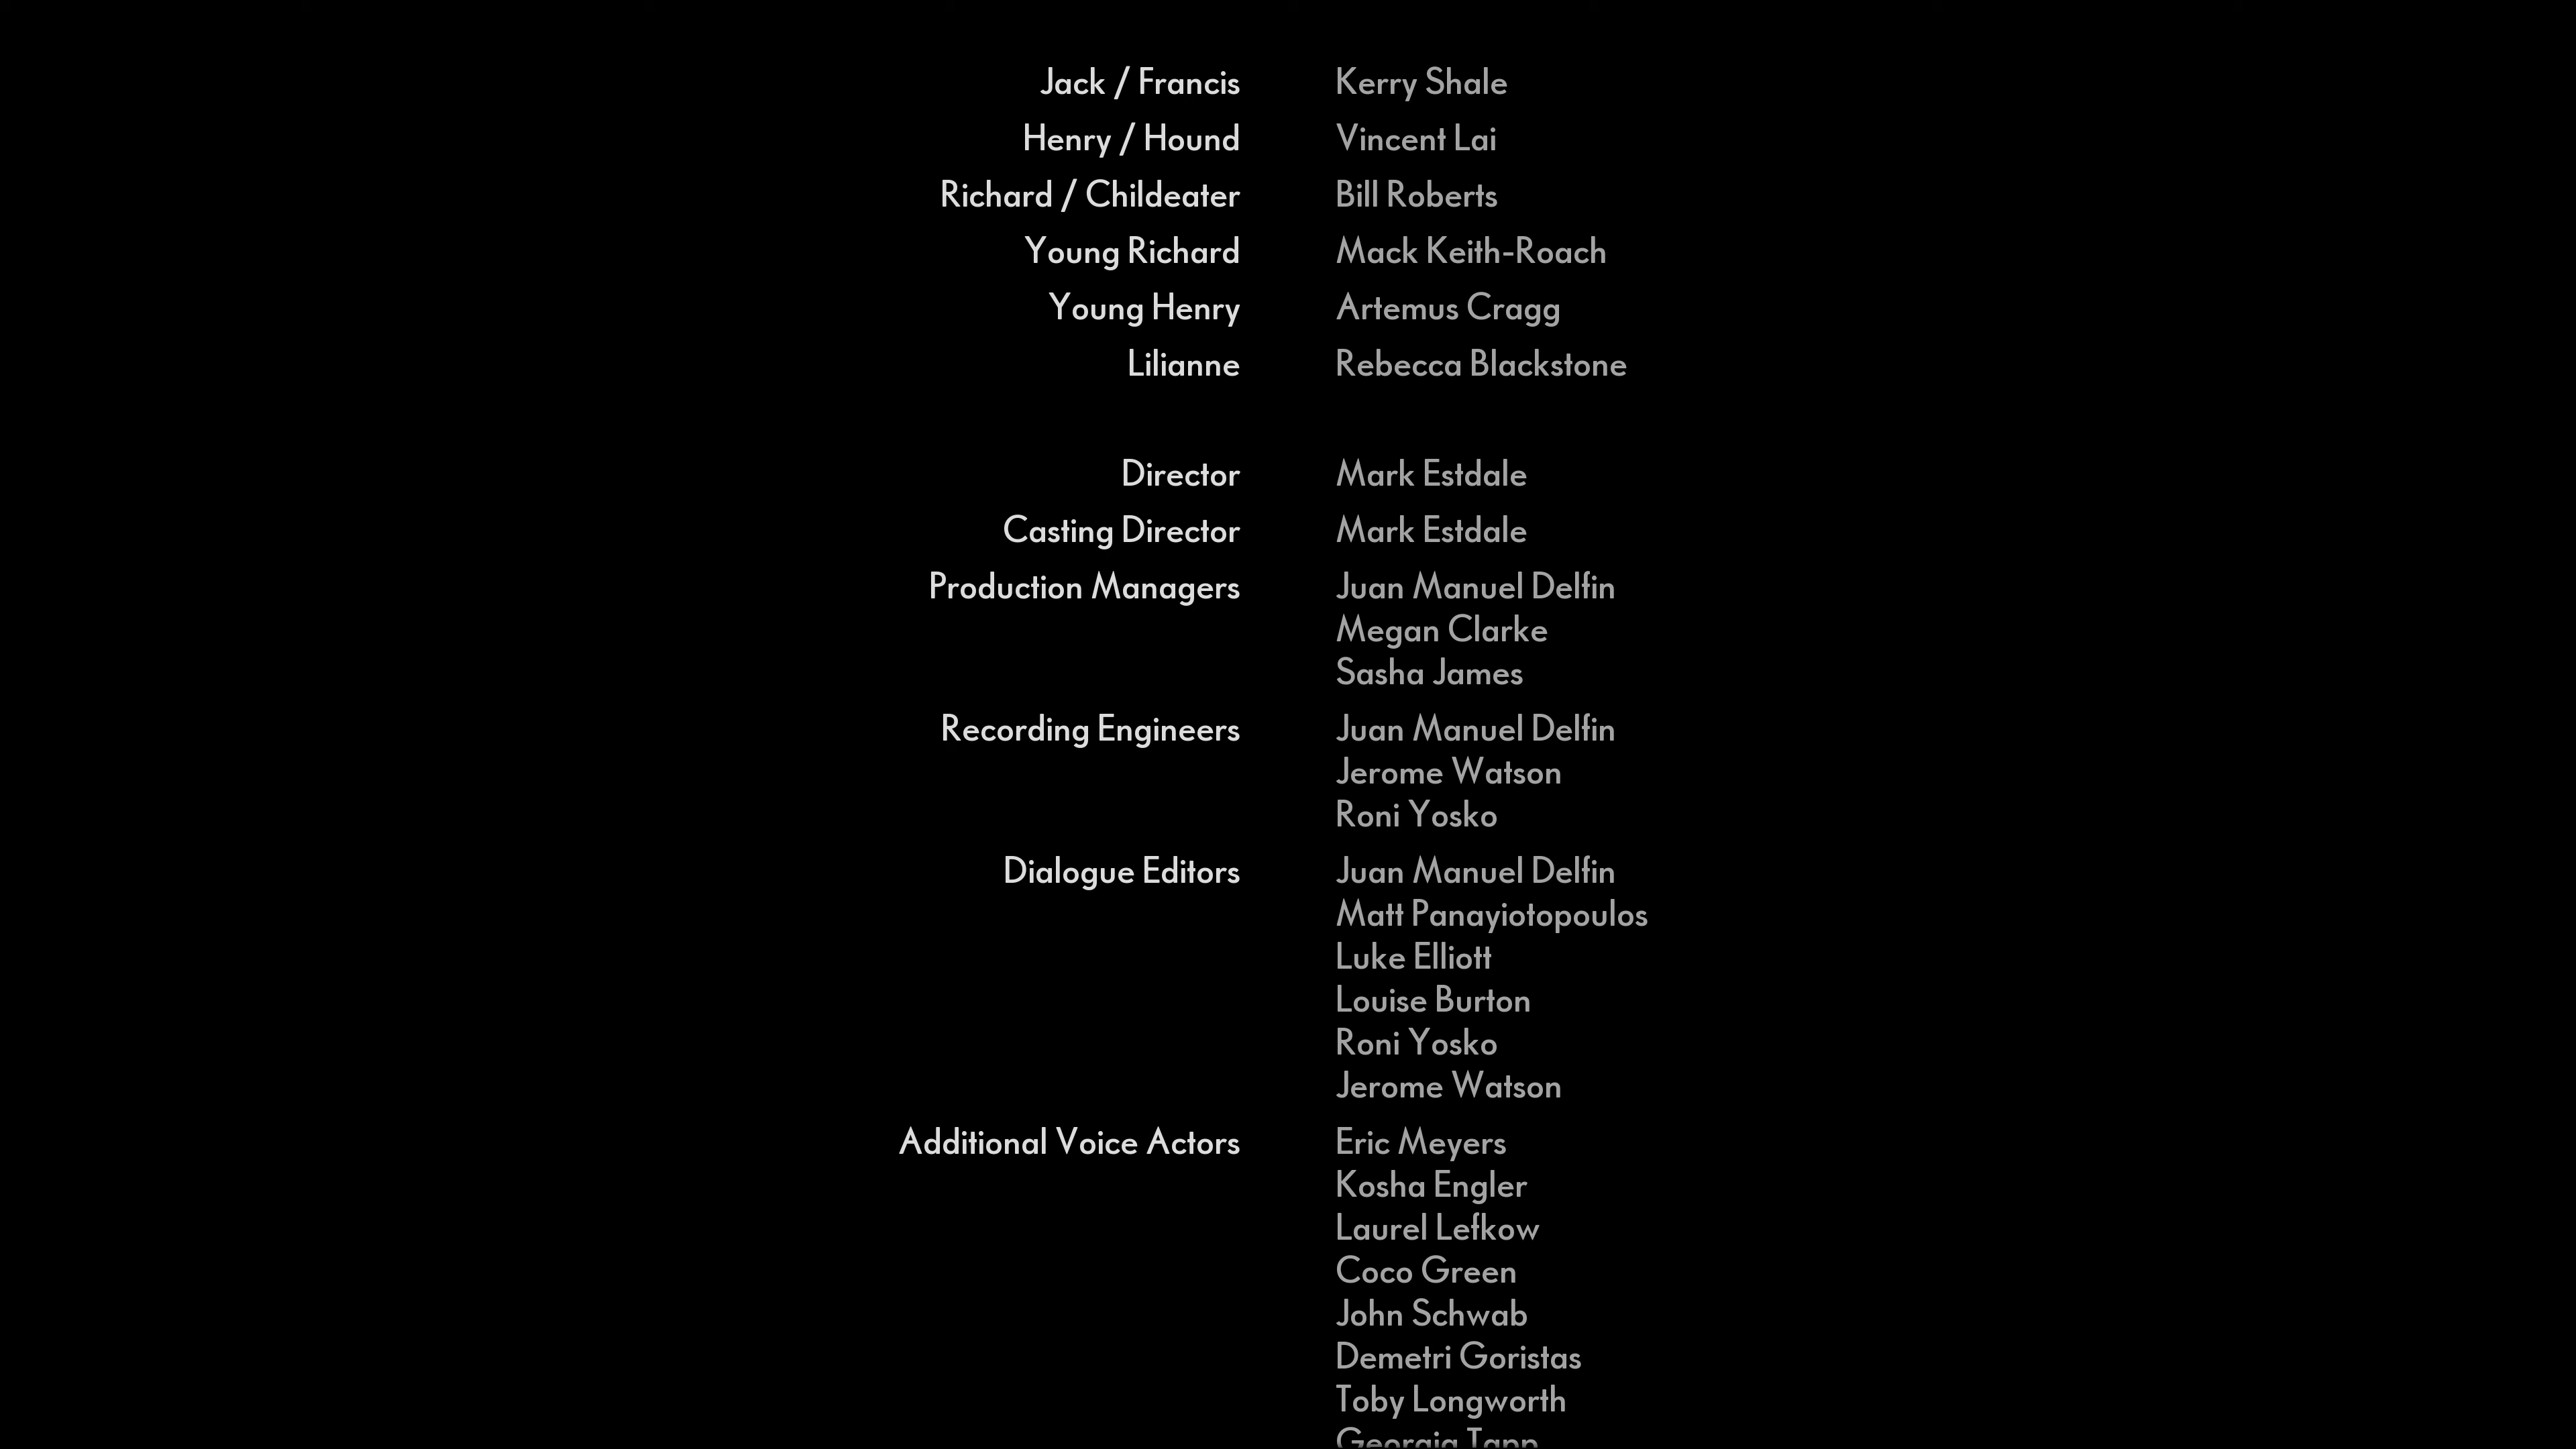 Jack / Francis Kerry Shale
Henry / Hound Vincent Lai
Richard / Childeater Bill Roberts
Young Richard Mack Keith-Roach
Young Henry Artemus Cragg
Lilianne Rebecca Blackstone
Director Mark Estdale
Casting Director Mark Estdale
Production Managers Juan Manuel Delfin
Megan Clarke
Sasha James
Recording Engineers Juan Manuel Delfin
Jerome Watson
Roni Yosko
Dialogue Editors Juan Manuel Delfin
Matt Panayiotopoulos
Luke Elliott
Louise Burton
Roni Yosko
Jerome Watson
Additional Voice Actors Eric Meyers
Kosha Engler
Laurel Lefkow
Coco Green
John Schwab
Demetri Goristas
Toby Longworth
Georgia